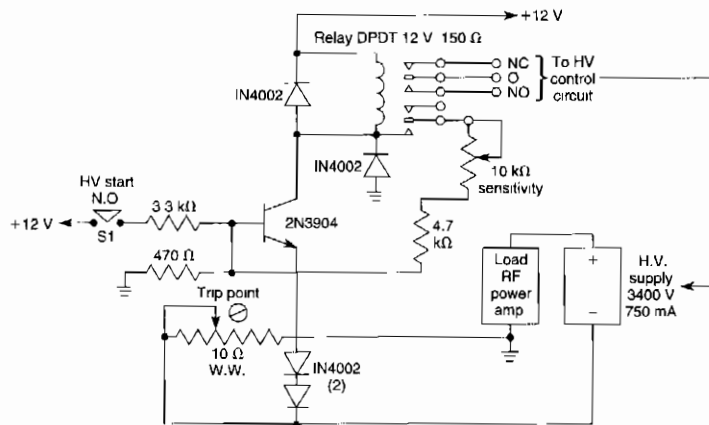 +12 V
Relay DPDT 12 V 150 Ω
NC
O
NO
To HV
control
circuit
IN4002
IN4002
10 kΩ
sensitivity
HV start
N.O
+12 V
S1
3.3 kΩ
2N3904
4.7
kΩ
470 Ω
Load
RF
power
amp
+
−
H.V.
supply
3400 V
750 mA
Trip point
10 Ω
W.W.
IN4002
(2)